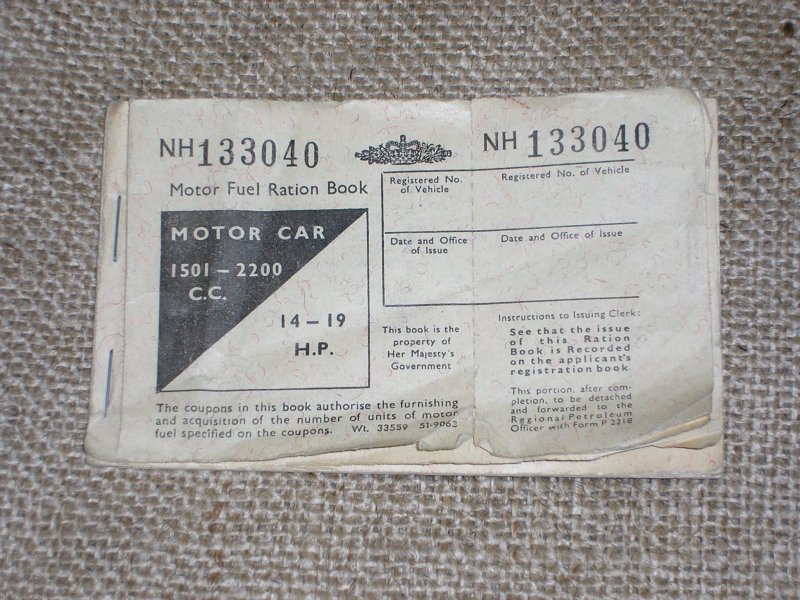 NH 133040
NH 133040
Motor Fuel Ration Book
MOTOR CAR
1501 – 2200
C.C.
14 – 19
H.P.
Registered No.
of Vehicle
Registered No. of Vehicle
Date and Office
of Issue
Date and Office of Issue
This book is the
property of
Her Majesty's
Government
Instructions to Issuing Clerk:
See that the issue
of this Ration
Book is Recorded
on the applicant's
registration book.
This portion, after com-
pletion, to be detached
and forwarded to the
Regional Petroleum
Officer with Form P 2218
The coupons in this book authorise the furnishing
and acquisition of the number of units of motor
fuel specified on the coupons. Wt. 33559 51-9063